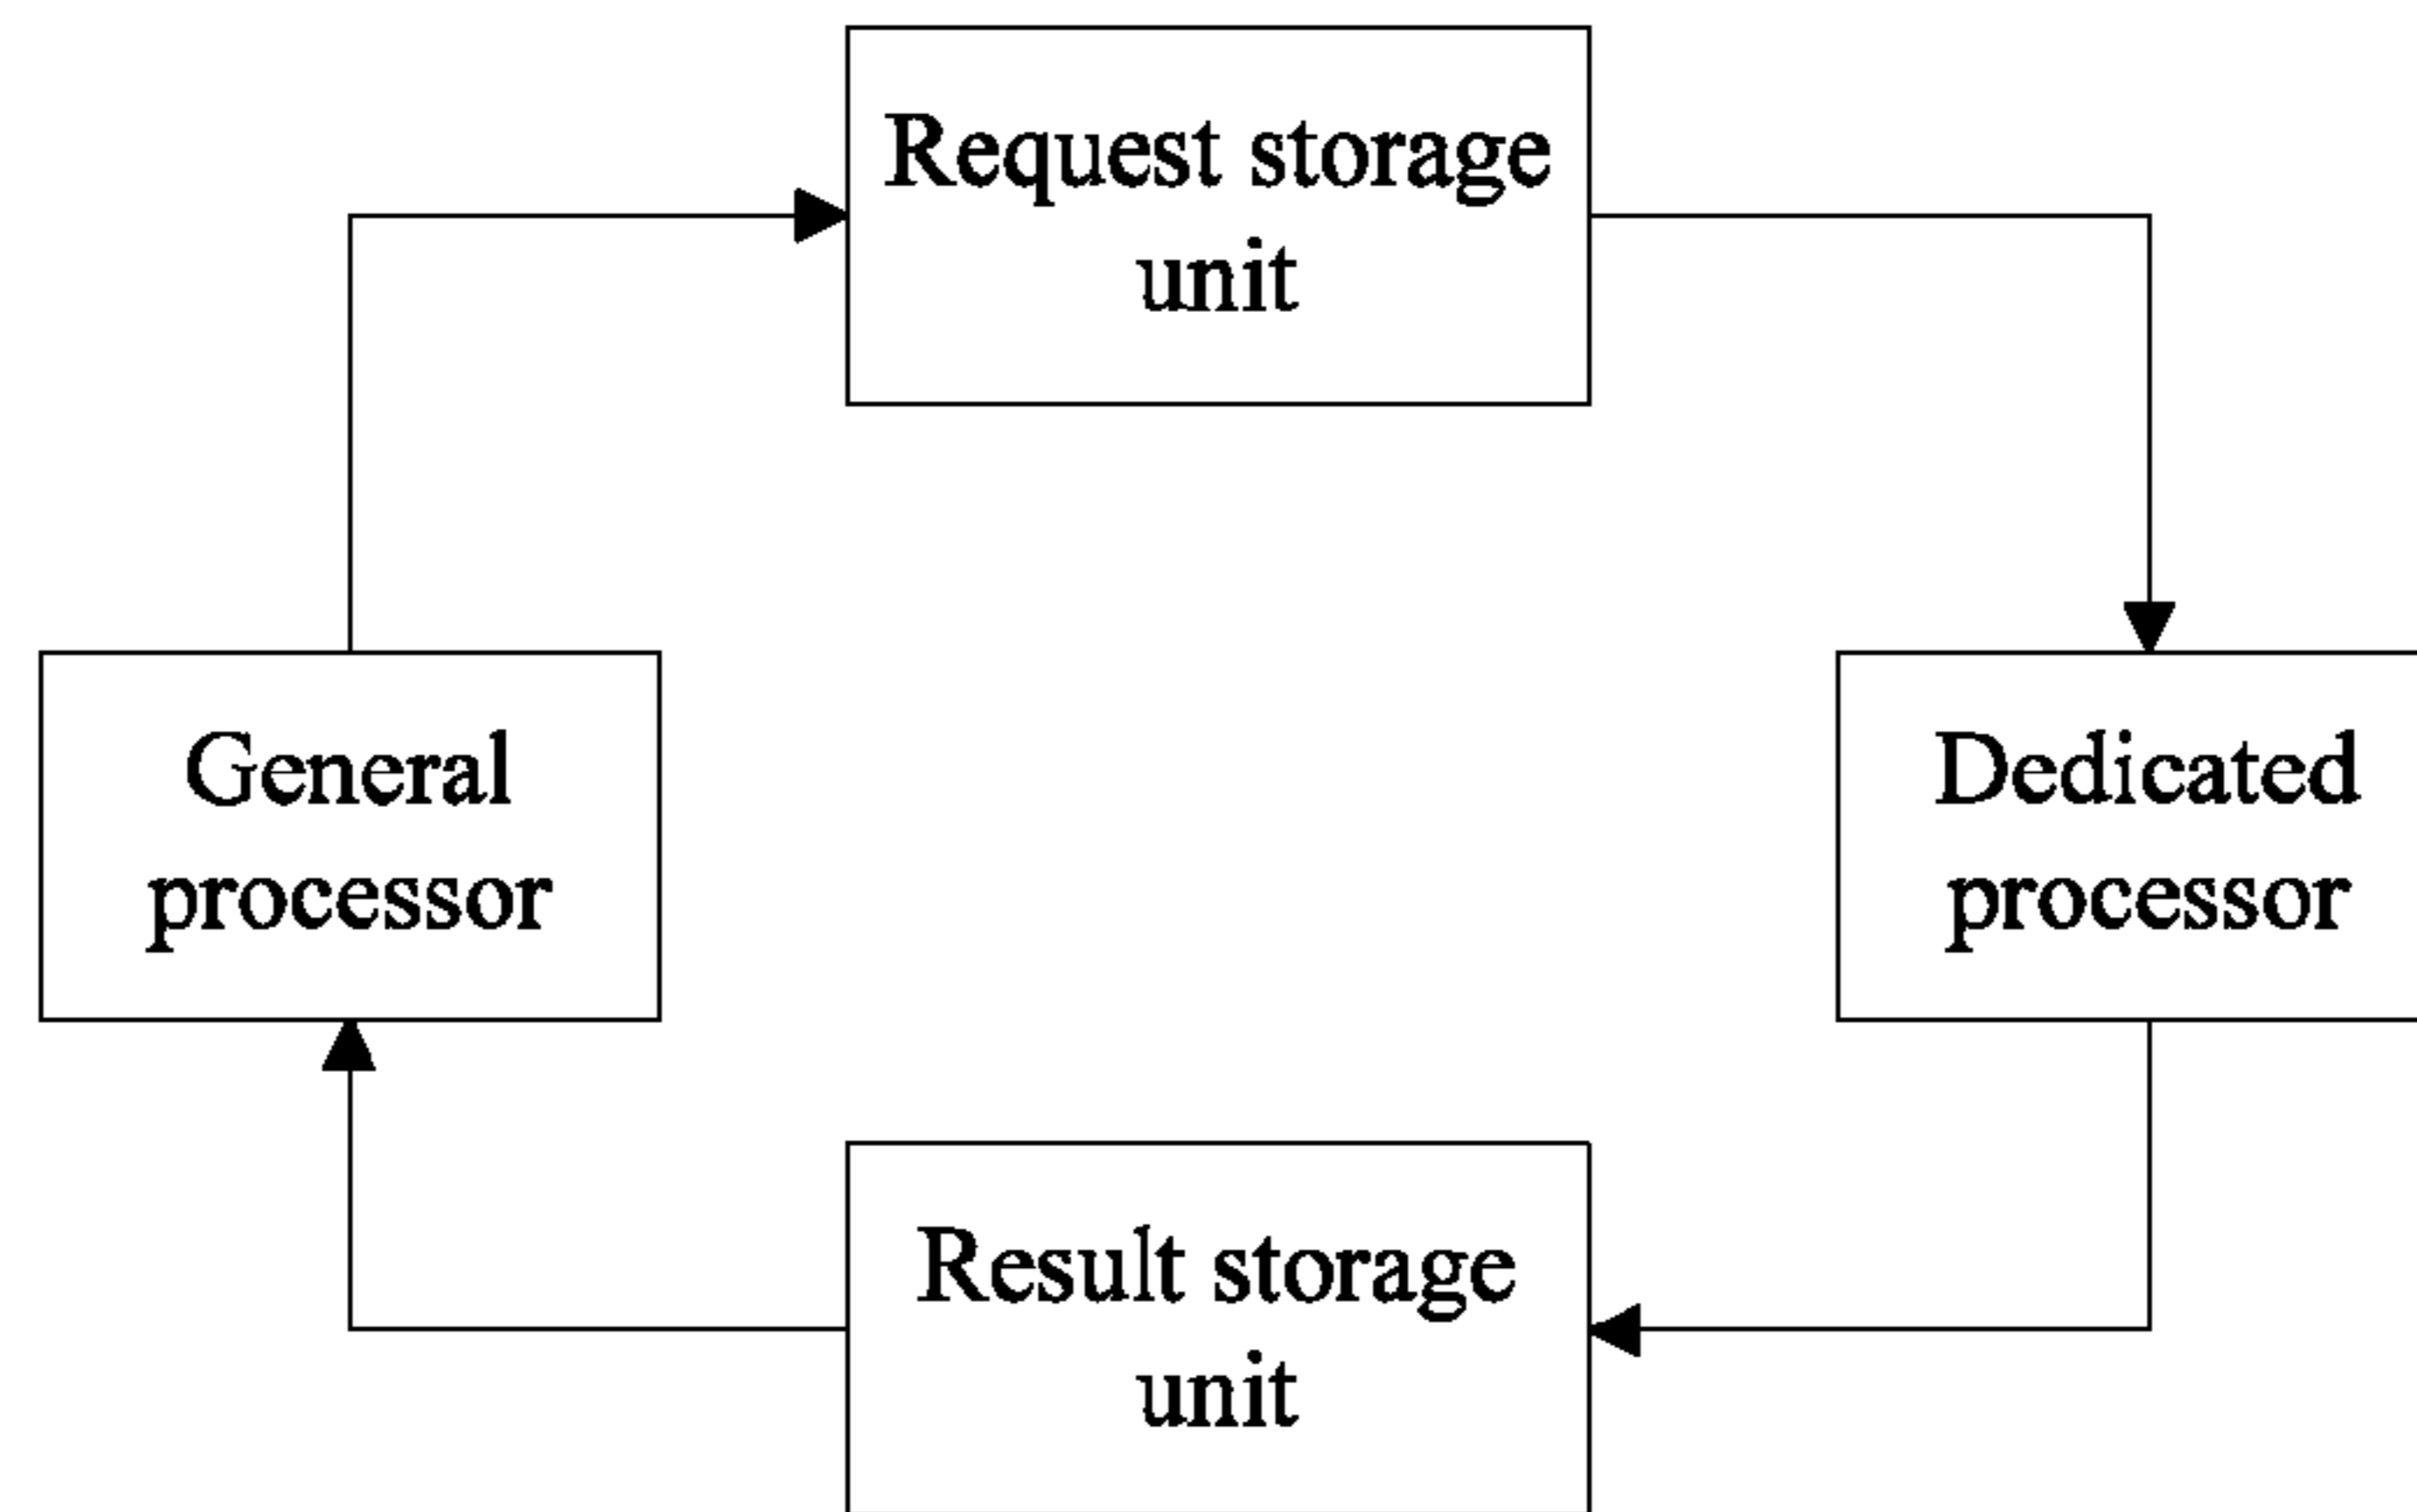 Request storage
unit
General
processor
Dedicated
processor
Result storage
unit